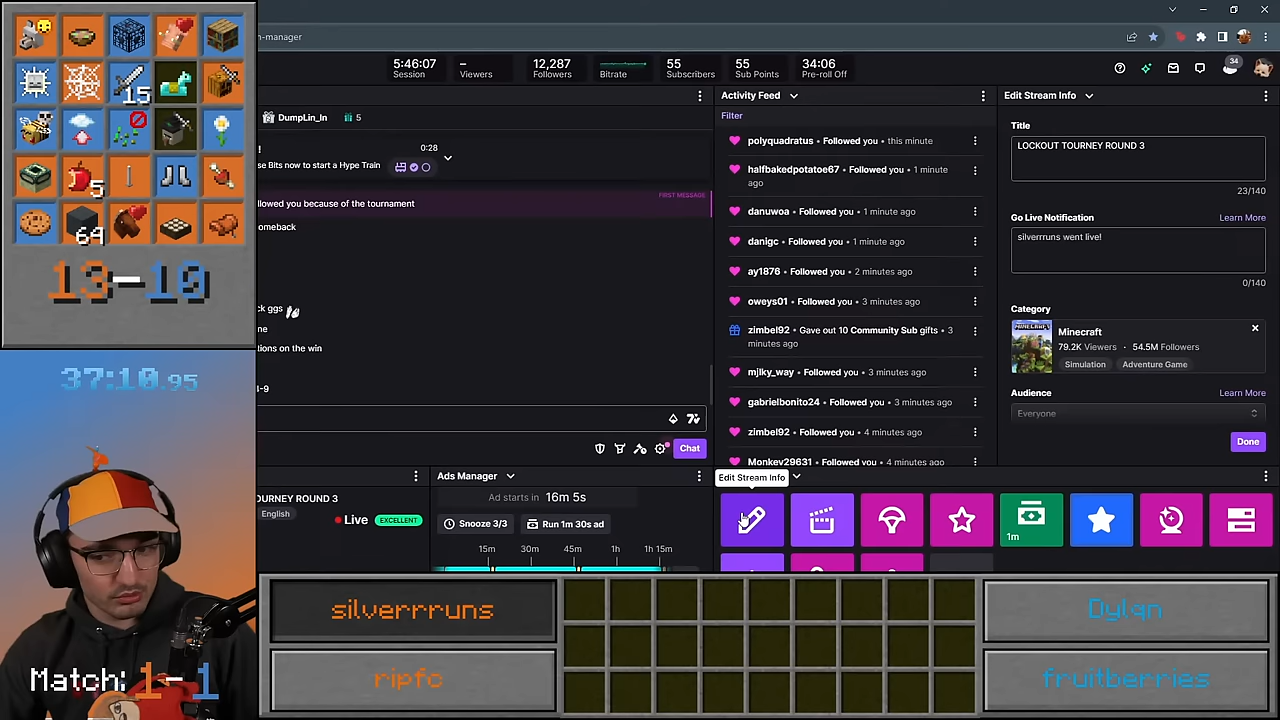 n-manager
5:46:07
Session
–
Viewers
12,287
Followers
Bitrate
55
Subscribers
55
Sub Points
34:06
Pre-roll Off
34
15
5
64
13-10
37:10.95
Match: 1-1
DumpLin_In
5
!
0:28
se Bits now to start a Hype Train
FIRST MESSAGE
llowed you because of the tournament
omeback
ck ggs
ne
tions on the win
4-9
Chat
Activity Feed
Filter
polyquadratus • Followed you • this minute
halfbakedpotatoe67 • Followed you • 1 minute
ago
danuwoa • Followed you • 1 minute ago
danigc • Followed you • 1 minute ago
ay1876 • Followed you • 2 minutes ago
oweys01 • Followed you • 3 minutes ago
zimbel92 • Gave out 10 Community Sub gifts • 3
minutes ago
mjlky_way • Followed you • 3 minutes ago
gabrielbonito24 • Followed you • 3 minutes ago
zimbel92 • Followed you • 4 minutes ago
Monkey29631 • Followed you • 4 minutes ago
Edit Stream Info
Title
LOCKOUT TOURNEY ROUND 3
23/140
Go Live Notification
Learn More
silverrruns went live!
0/140
Category
Minecraft
79.2K Viewers • 54.5M Followers
Simulation
Adventure Game
Audience
Learn More
Everyone
Done
OURNEY ROUND 3
English
Live
EXCELLENT
Ads Manager
Ad starts in 16m 5s
Snooze 3/3
Run 1m 30s ad
15m
30m
45m
1h
1h 15m
Edit Stream Info
1m
silverrruns
ripfc
Dylqn
fruitberries